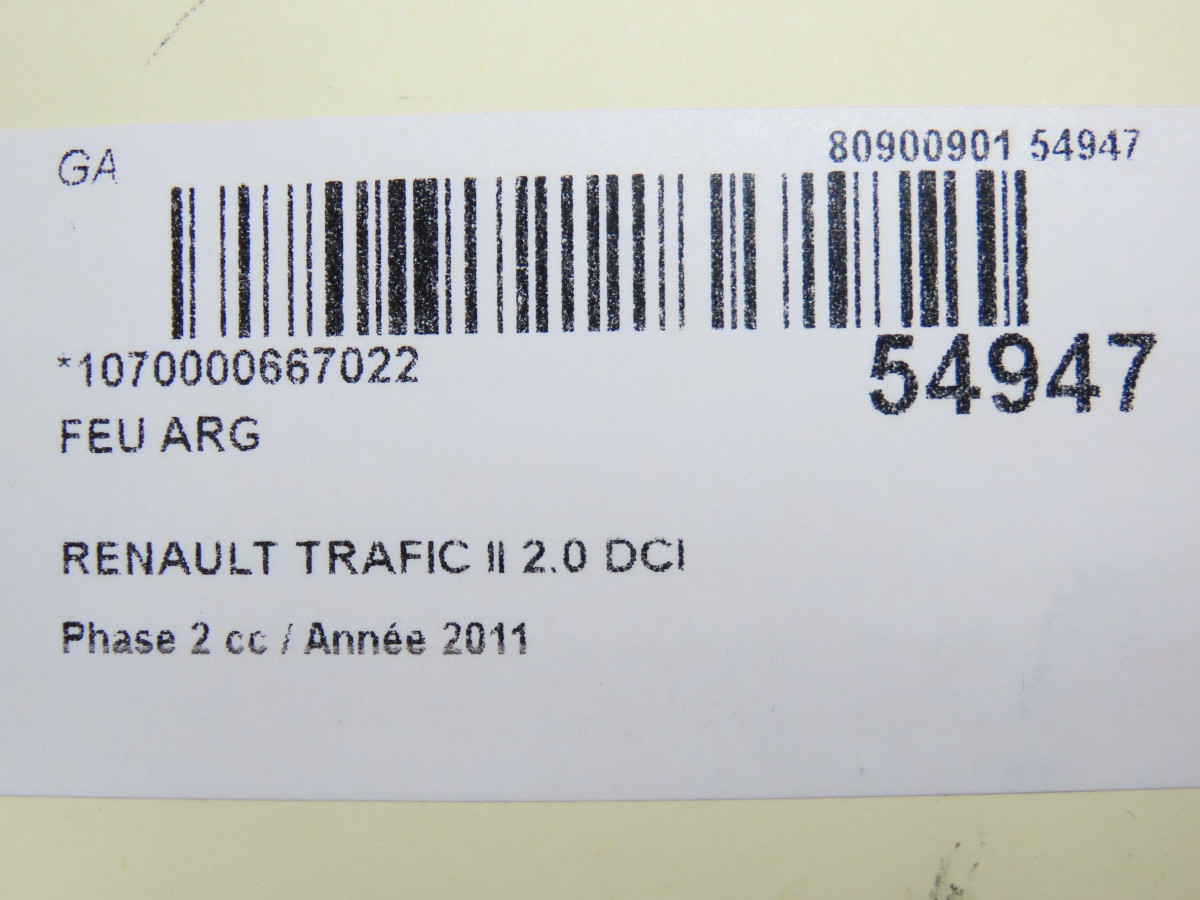 GA
80900901 54947
*1070000667022
54947
FEU ARG
RENAULT TRAFIC II 2.0 DCI
Phase 2 cc / Année 2011